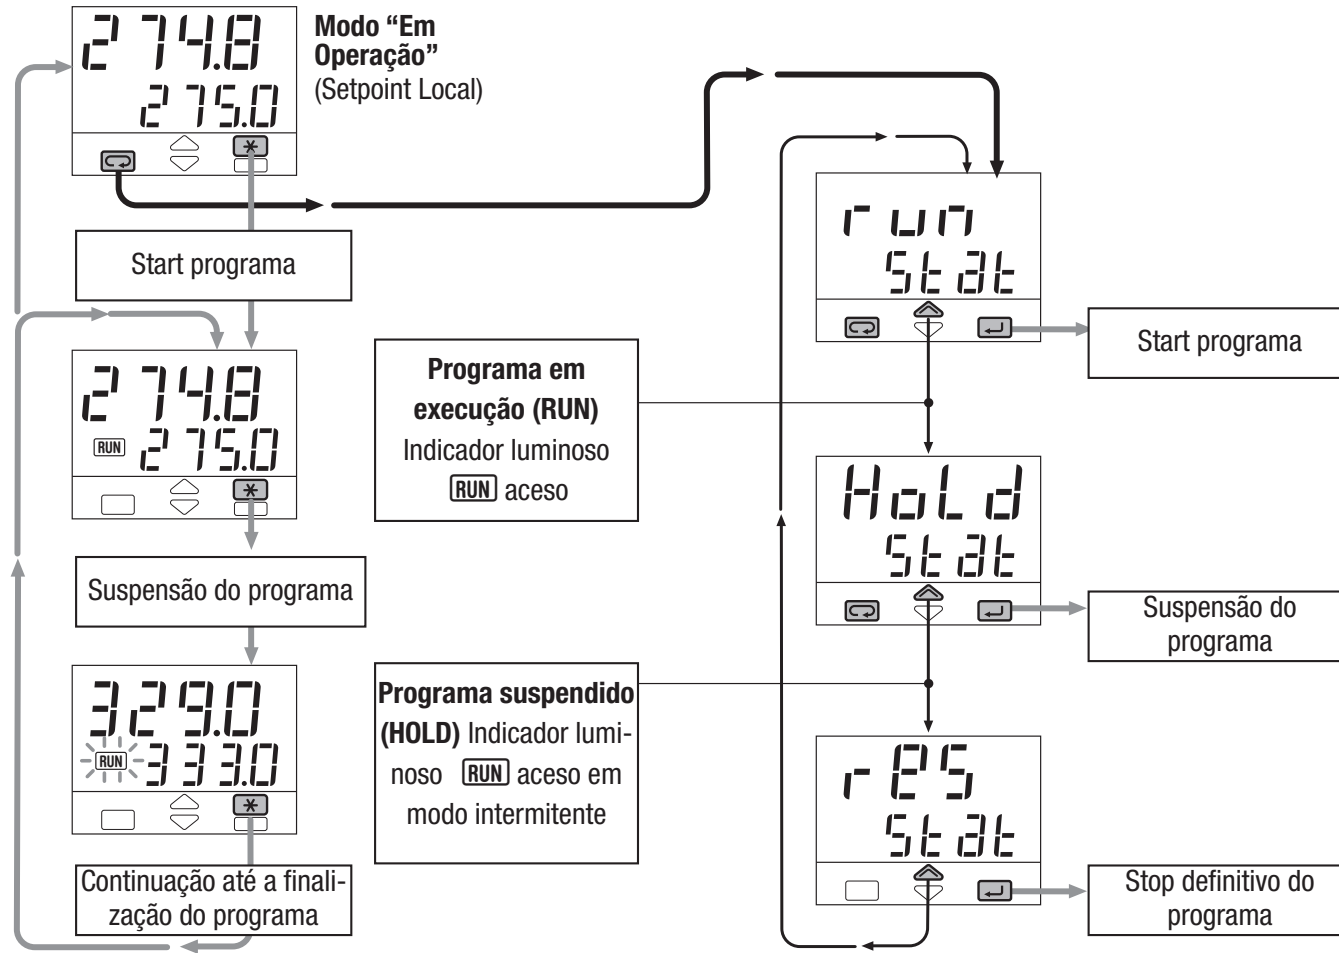 274.8
275.0
Modo “Em
Operação”
(Setpoint Local)
Start programa
274.8
RUN 275.0
Suspensão do programa
329.0
RUN 333.0
Continuação até a finali-
zação do programa
Programa em
execução (RUN)
Indicador luminoso
RUN aceso
Programa suspendido
(HOLD) Indicador lumi-
noso RUN aceso em
modo intermitente
run
Stat
Start programa
HoLd
Stat
Suspensão do
programa
rES
Stat
Stop definitivo do
programa